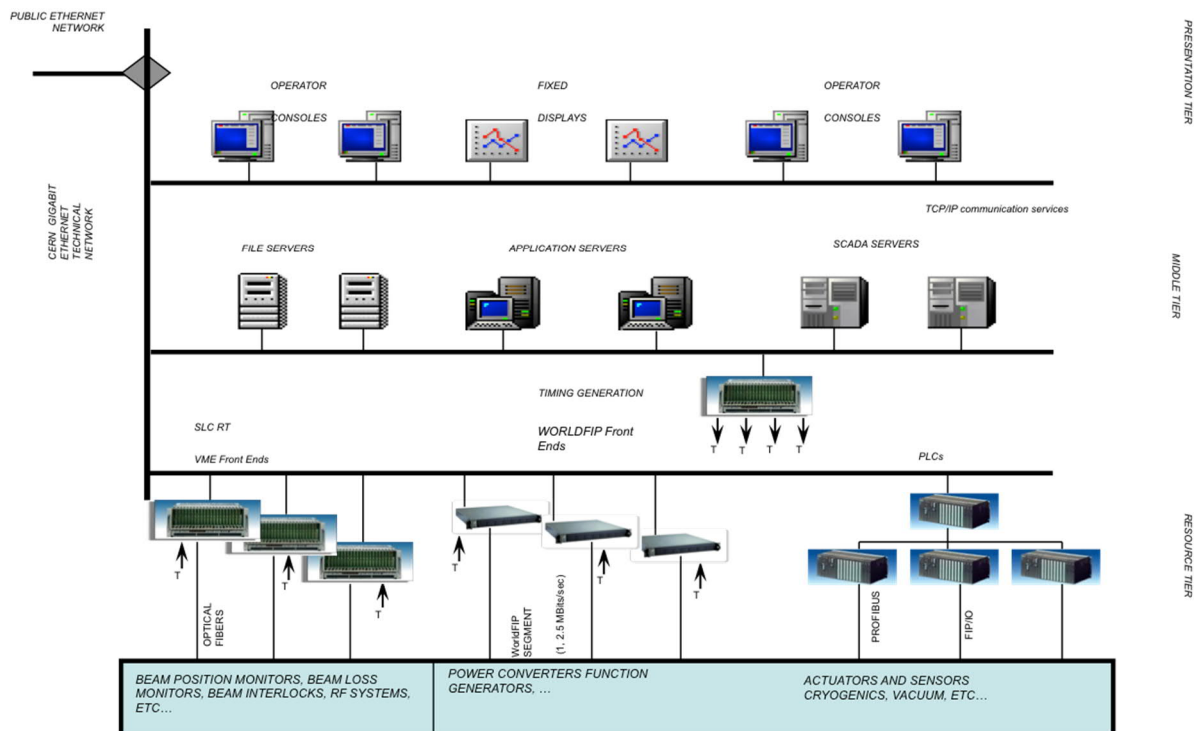 PUBLIC ETHERNET
NETWORK
PRESENTATION TIER
OPERATOR
CONSOLES
FIXED
DISPLAYS
OPERATOR
CONSOLES
CERN GIGABIT
ETHERNET
TECHNICAL
NETWORK
TCP/IP communication services
FILE SERVERS
APPLICATION SERVERS
SCADA SERVERS
MIDDLE TIER
TIMING GENERATION
T
T
T
T
SLC RT
VME Front Ends
WORLDFIP Front
Ends
PLCs
RESOURCE TIER
T
T
T
T
T
T
OPTICAL
FIBERS
WorldFIP
SEGMENT
(1, 2.5 MBits/sec)
PROFIBUS
FIP/IO
BEAM POSITION MONITORS, BEAM LOSS
MONITORS, BEAM INTERLOCKS, RF SYSTEMS,
ETC…
POWER CONVERTERS FUNCTION
GENERATORS, …
ACTUATORS AND SENSORS
CRYOGENICS, VACUUM, ETC…